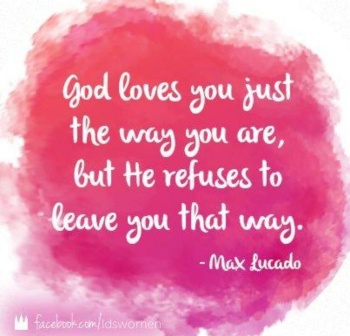 God loves you just
the way you are,
but He refuses to
leave you that way.
- Max Lucado
facebook.com/idswomen